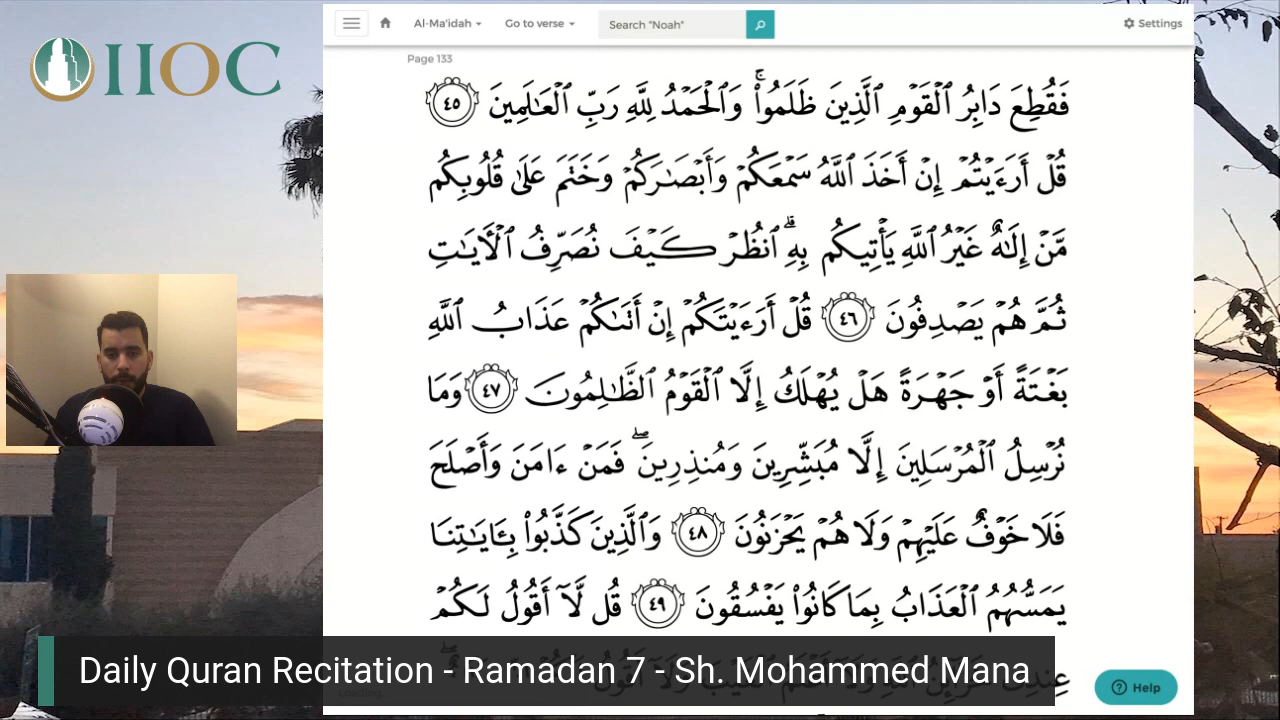 IIOC
Al-Ma'idah
Go to verse
Search "Noah"
Settings
Page 133
فَقُطِعَ دَابِرُ ٱلْقَوْمِ ٱلَّذِينَ ظَلَمُوا۟ۚ وَٱلْحَمْدُ لِلَّهِ رَبِّ ٱلْعَـٰلَمِينَ ٤٥
قُلْ أَرَءَيْتُمْ إِنْ أَخَذَ ٱللَّهُ سَمْعَكُمْ وَأَبْصَـٰرَكُمْ وَخَتَمَ عَلَىٰ قُلُوبِكُم
مَّنْ إِلَـٰهٌ غَيْرُ ٱللَّهِ يَأْتِيكُم بِهِۗ ٱنظُرْ كَيْفَ نُصَرِّفُ ٱلْـَٔايَـٰتِ
ثُمَّ هُمْ يَصْدِفُونَ ٤٦ قُلْ أَرَءَيْتَكُمْ إِنْ أَتَىٰكُمْ عَذَابُ ٱللَّهِ
بَغْتَةً أَوْ جَهْرَةً هَلْ يُهْلَكُ إِلَّا ٱلْقَوْمُ ٱلظَّـٰلِمُونَ ٤٧ وَمَا
نُرْسِلُ ٱلْمُرْسَلِينَ إِلَّا مُبَشِّرِينَ وَمُنذِرِينَۖ فَمَنْ ءَامَنَ وَأَصْلَحَ
فَلَا خَوْفٌ عَلَيْهِمْ وَلَا هُمْ يَحْزَنُونَ ٤٨ وَٱلَّذِينَ كَذَّبُوا۟ بِـَٔايَـٰتِنَا
يَمَسُّهُمُ ٱلْعَذَابُ بِمَا كَانُوا۟ يَفْسُقُونَ ٤٩ قُل لَّآ أَقُولُ لَكُمْ
Daily Quran Recitation - Ramadan 7 - Sh. Mohammed Mana
Help